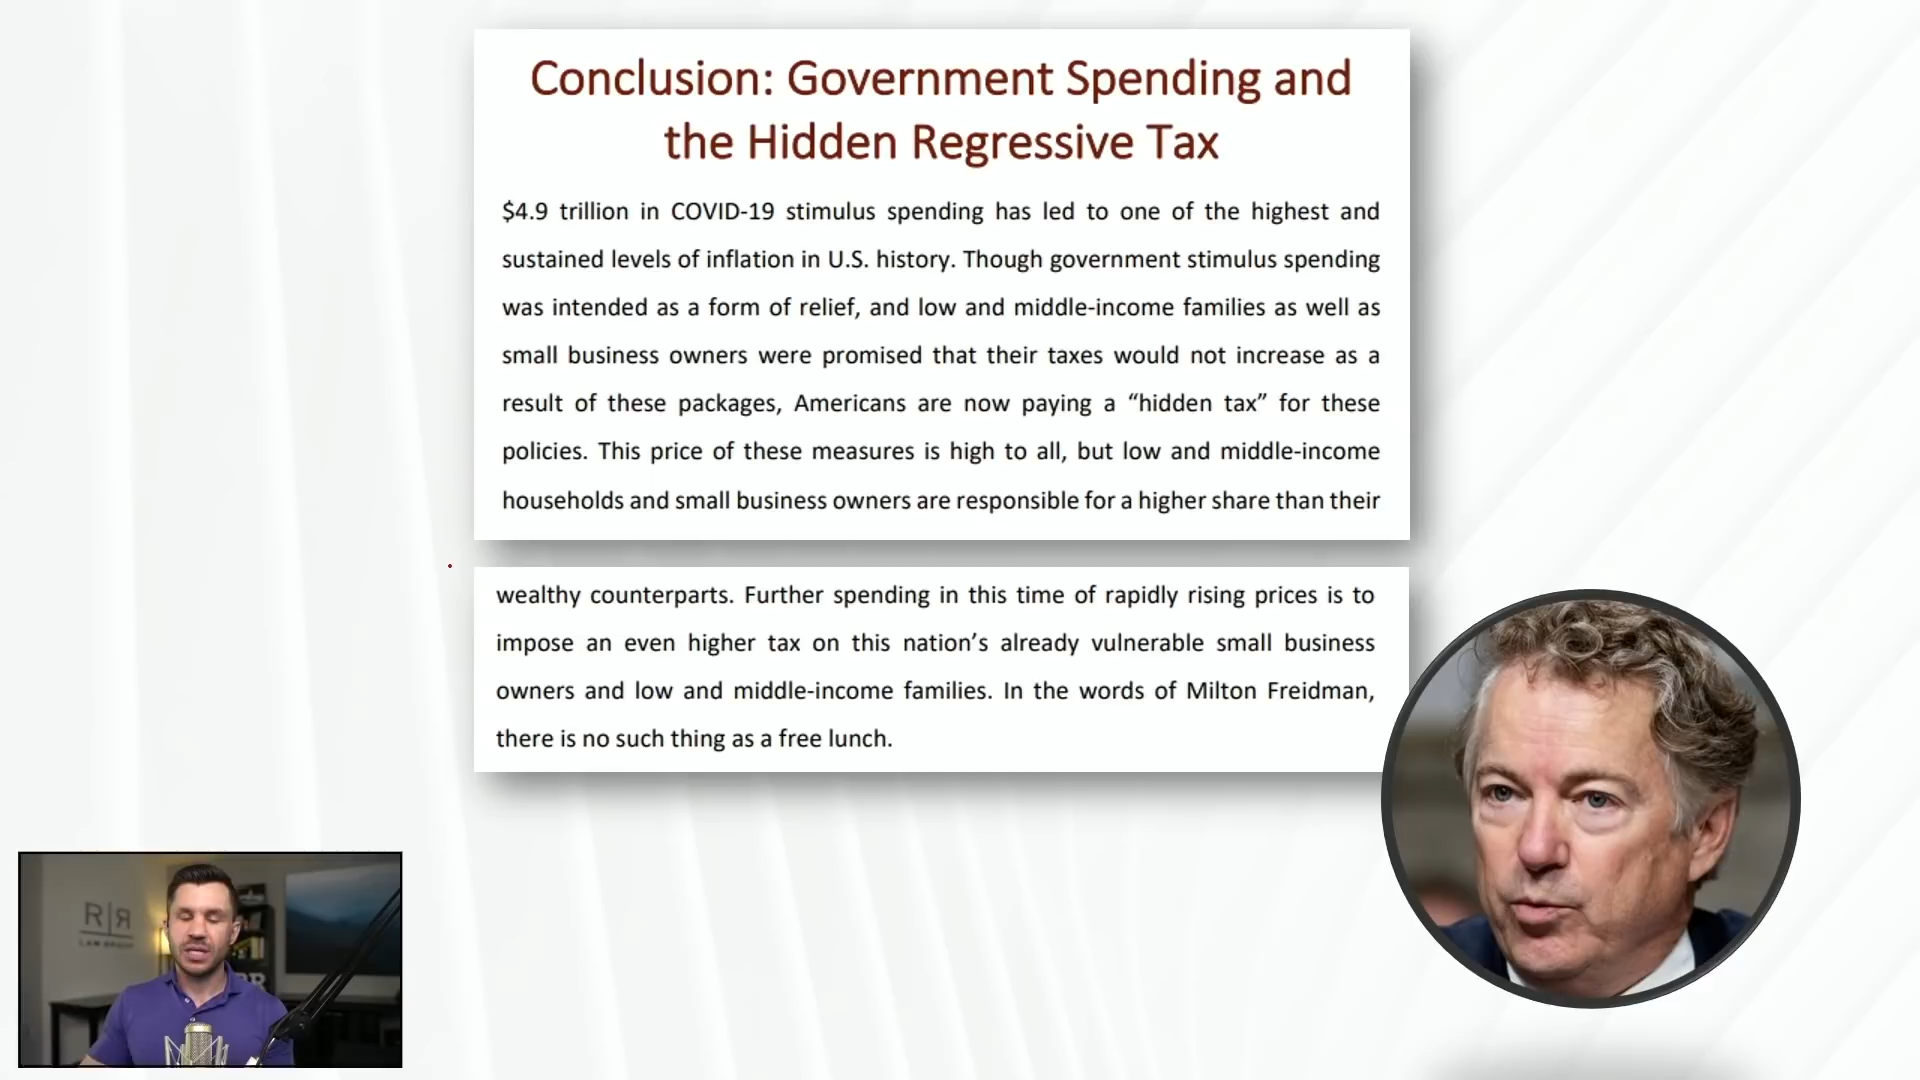 Conclusion: Government Spending and
the Hidden Regressive Tax
$4.9 trillion in COVID-19 stimulus spending has led to one of the highest and
sustained levels of inflation in U.S. history. Though government stimulus spending
was intended as a form of relief, and low and middle-income families as well as
small business owners were promised that their taxes would not increase as a
result of these packages, Americans are now paying a “hidden tax” for these
policies. This price of these measures is high to all, but low and middle-income
households and small business owners are responsible for a higher share than their
wealthy counterparts. Further spending in this time of rapidly rising prices is to
impose an even higher tax on this nation’s already vulnerable small business
owners and low and middle-income families. In the words of Milton Freidman,
there is no such thing as a free lunch.
R|Я
LAW GROUP